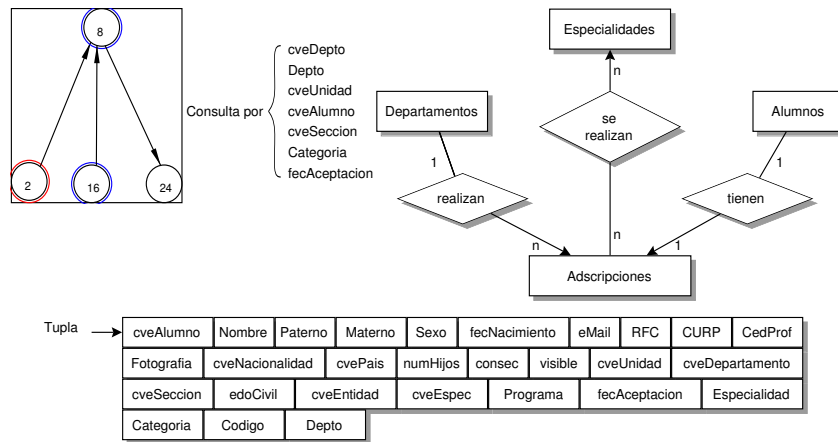 8
2
16
24
Consulta por
cveDepto
Depto
cveUnidad
cveAlumno
cveSeccion
Categoria
fecAceptacion
Especialidades
n
Departamentos
se
realizan
Alumnos
1
1
realizan
tienen
n
n
1
Adscripciones
Tupla
cveAlumno Nombre Paterno Materno Sexo fecNacimiento eMail RFC CURP CedProf
Fotografia cveNacionalidad cvePais numHijos consec visible cveUnidad cveDepartamento
cveSeccion edoCivil cveEntidad cveEspec Programa fecAceptacion Especialidad
Categoria Codigo Depto